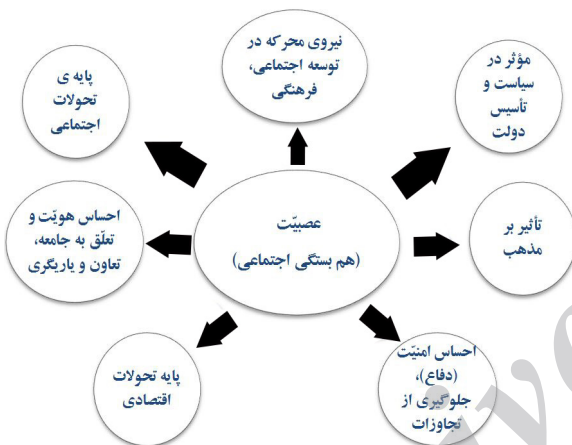 نیروی محرکه در
توسعه اجتماعی،
فرهنگی
مؤثر در
سیاست و
تأسیس
دولت
پایه ی
تحولات
اجتماعی
عصبیّت
(هم بستگی اجتماعی)
تأثیر بر
مذهب
احساس هویّت و
تعلّق به جامعه،
تعاون و یاریگری
احساس امنیّت
(دفاع)،
جلوگیری از
تجاوزات
پایه تحولات
اقتصادی
ive